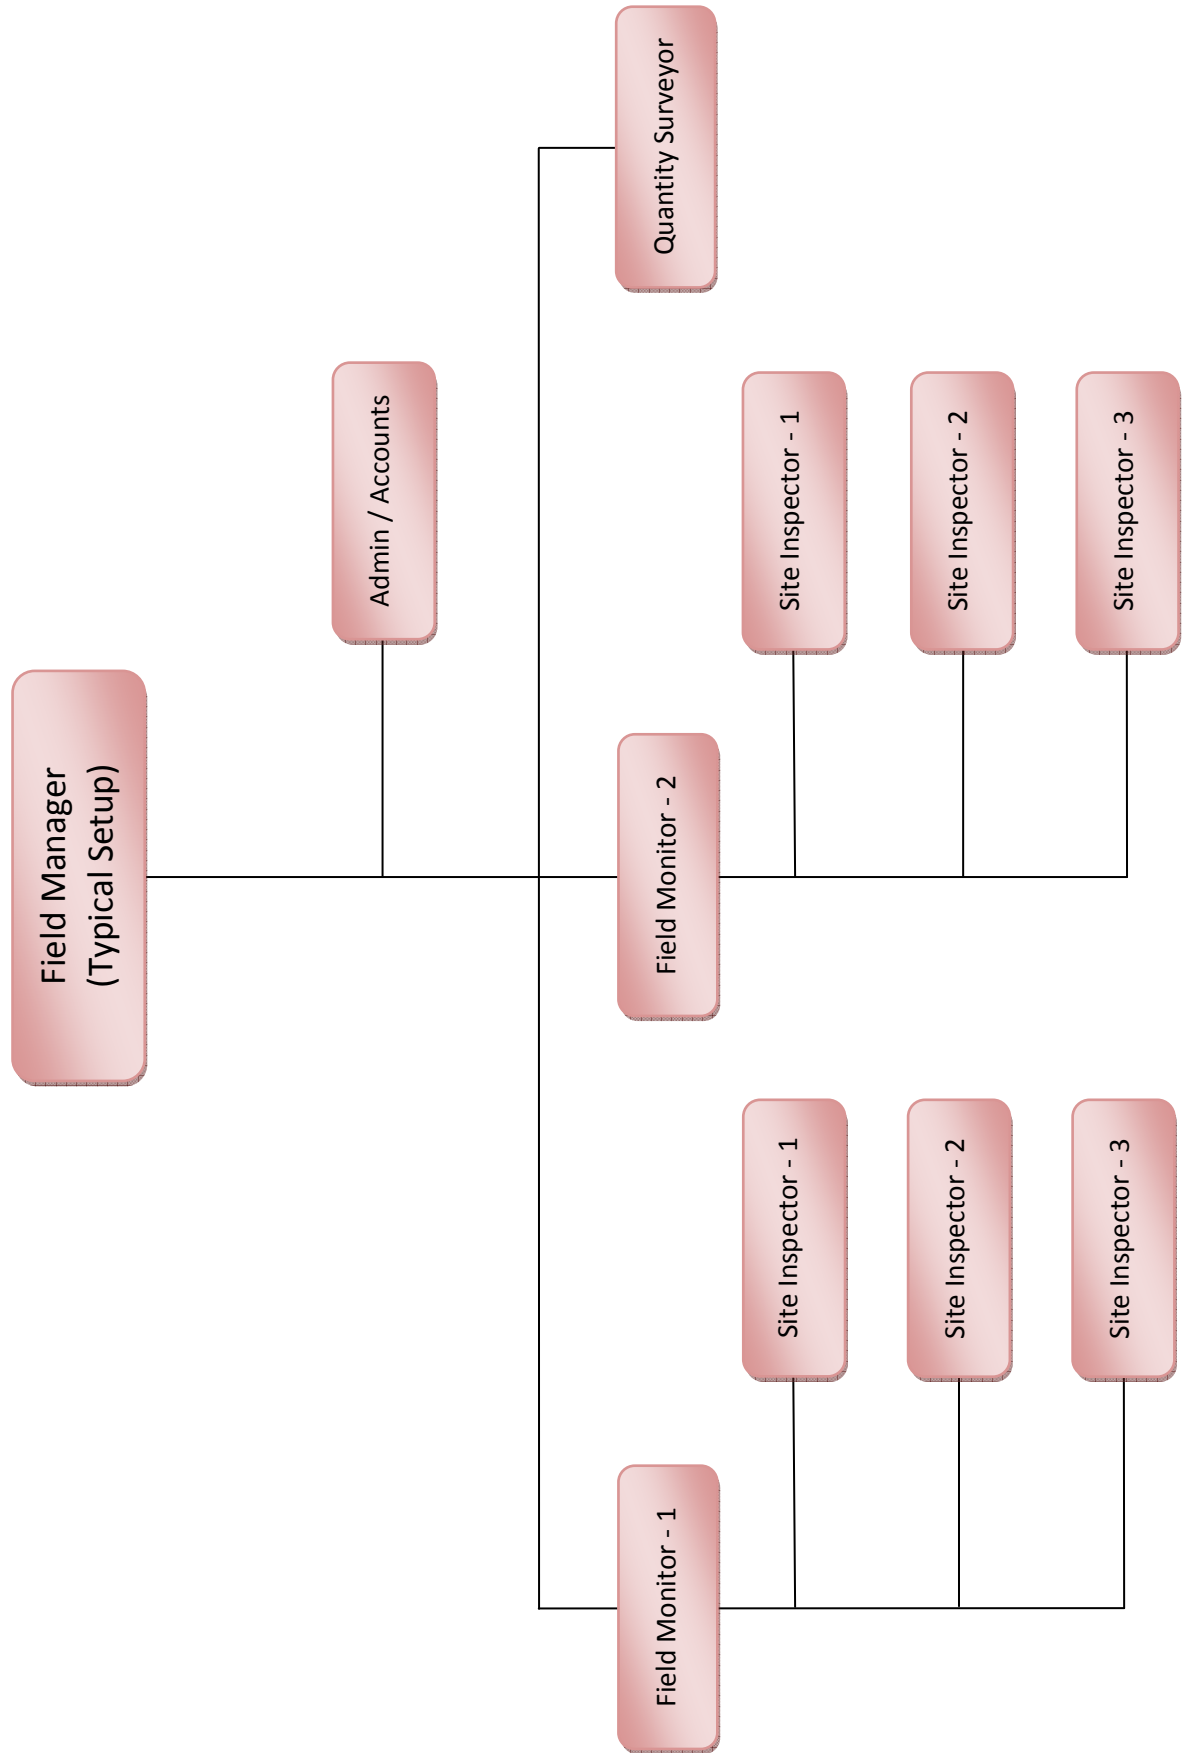 Field Manager
(Typical Setup)
Admin / Accounts
Field Monitor - 1
Field Monitor - 2
Quantity Surveyor
Site Inspector - 1
Site Inspector - 2
Site Inspector - 3
Site Inspector - 1
Site Inspector - 2
Site Inspector - 3